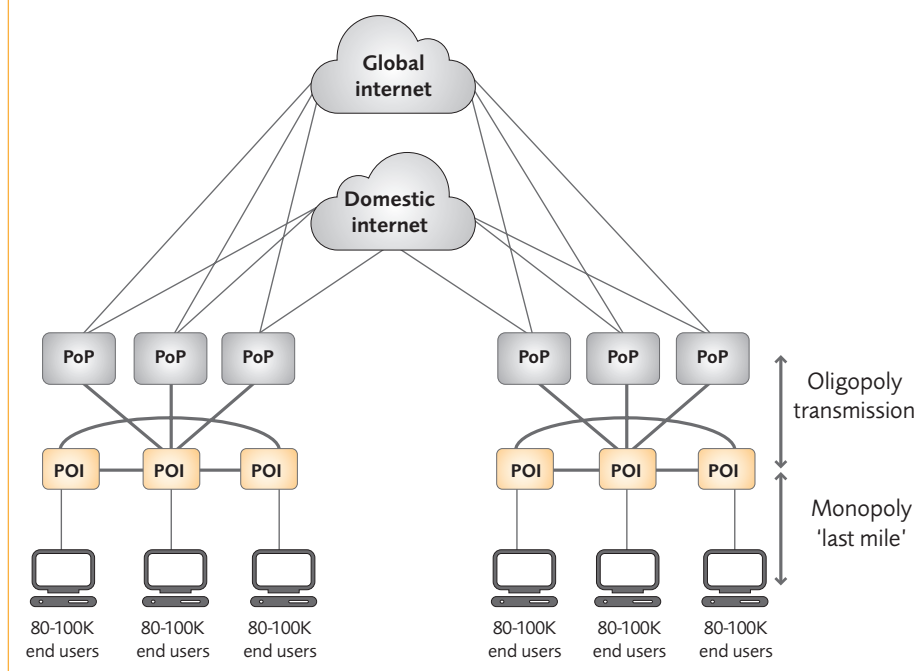 Global
internet
Domestic
internet
PoP PoP PoP PoP PoP PoP
Oligopoly
transmission
POI POI POI POI POI POI
Monopoly
‘last mile’
80-100K 80-100K 80-100K 80-100K 80-100K 80-100K
end users end users end users end users end users end users